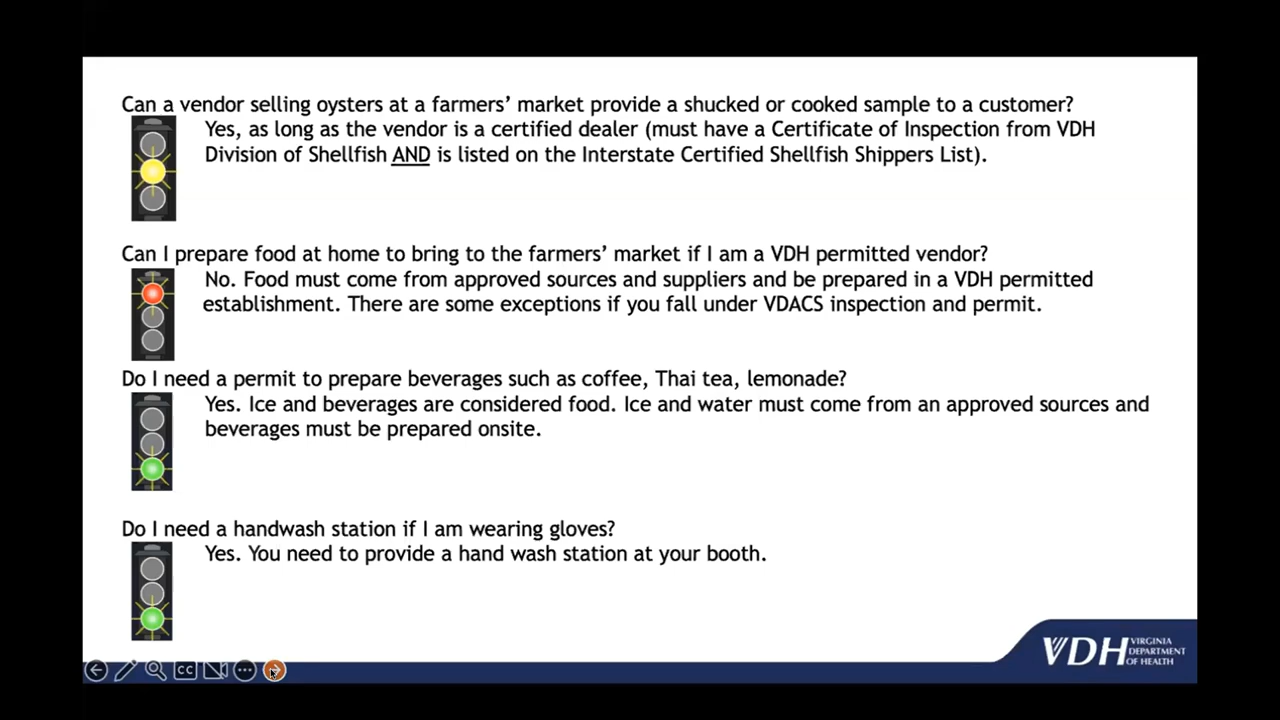 Can a vendor selling oysters at a farmers’ market provide a shucked or cooked sample to a customer?
Yes, as long as the vendor is a certified dealer (must have a Certificate of Inspection from VDH
Division of Shellfish AND is listed on the Interstate Certified Shellfish Shippers List).
Can I prepare food at home to bring to the farmers’ market if I am a VDH permitted vendor?
No. Food must come from approved sources and suppliers and be prepared in a VDH permitted
establishment. There are some exceptions if you fall under VDACS inspection and permit.
Do I need a permit to prepare beverages such as coffee, Thai tea, lemonade?
Yes. Ice and beverages are considered food. Ice and water must come from an approved sources and
beverages must be prepared onsite.
Do I need a handwash station if I am wearing gloves?
Yes. You need to provide a hand wash station at your booth.
VDH VIRGINIA
DEPARTMENT
OF HEALTH
CC